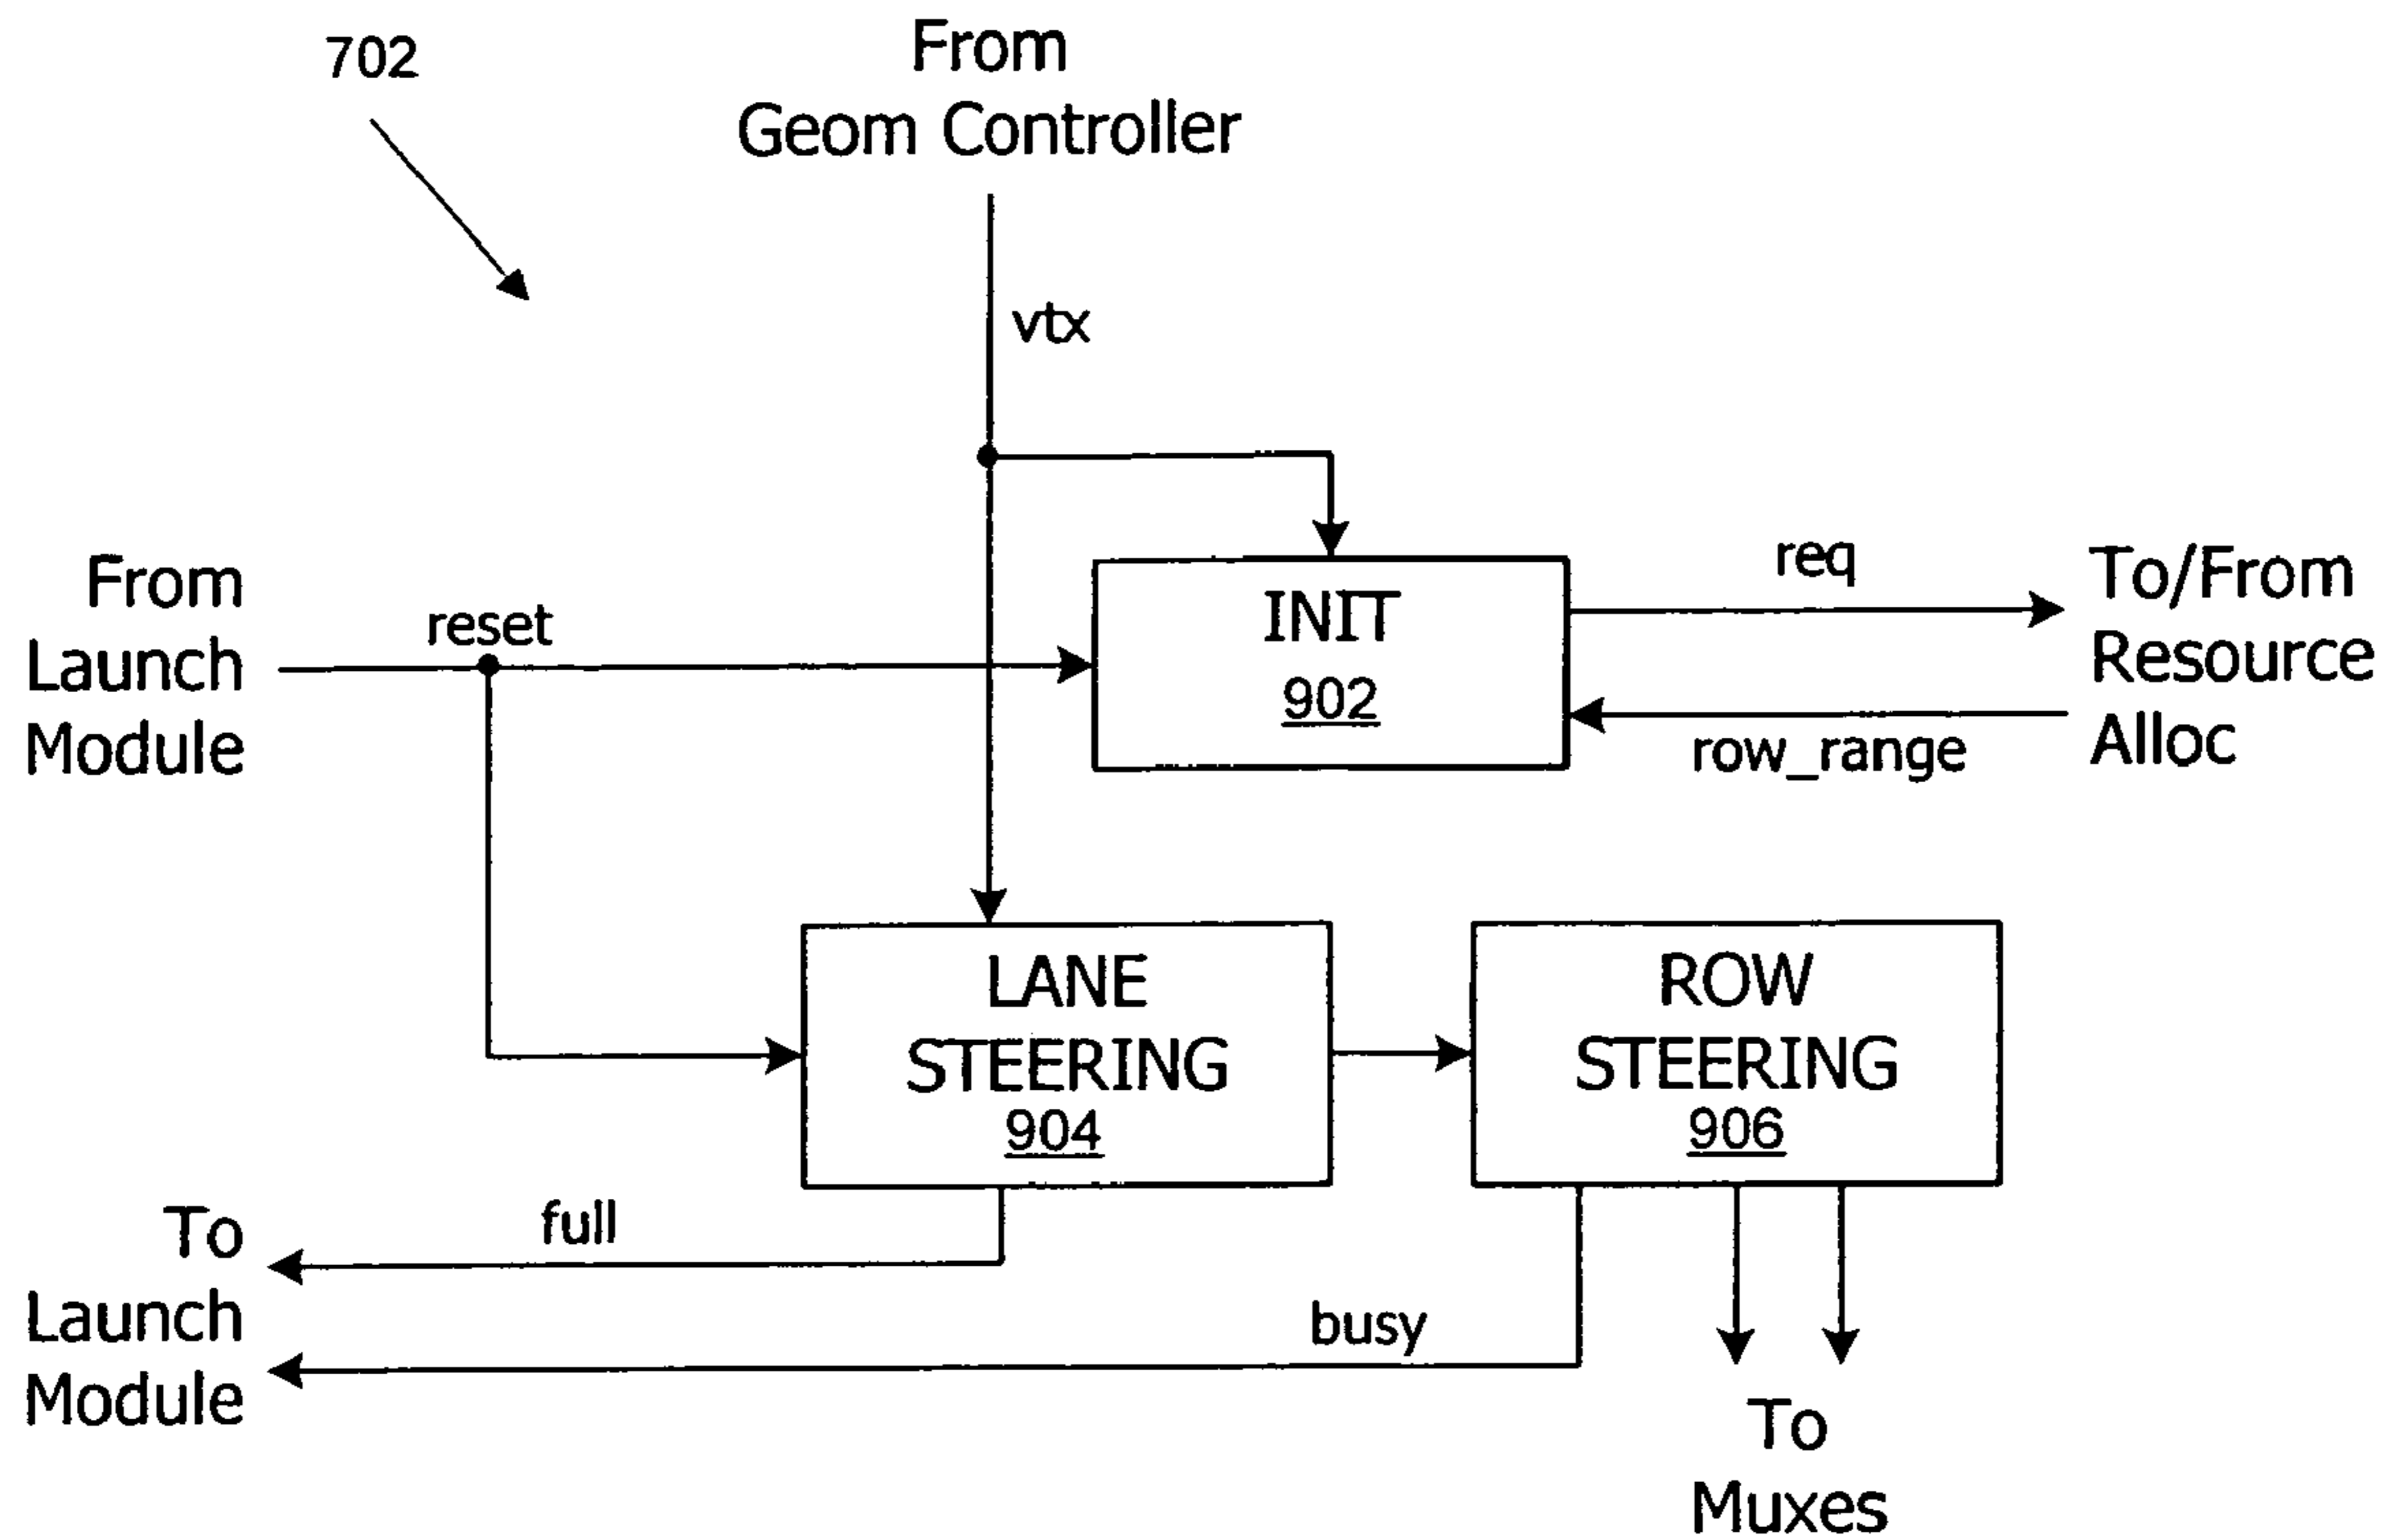 702
From
Geom Controller
vtx
From
Launch
Module
reset
INIT
902
req
row_range
To/From
Resource
Alloc
LANE
STEERING
904
ROW
STEERING
906
To
Launch
Module
full
busy
To
Muxes